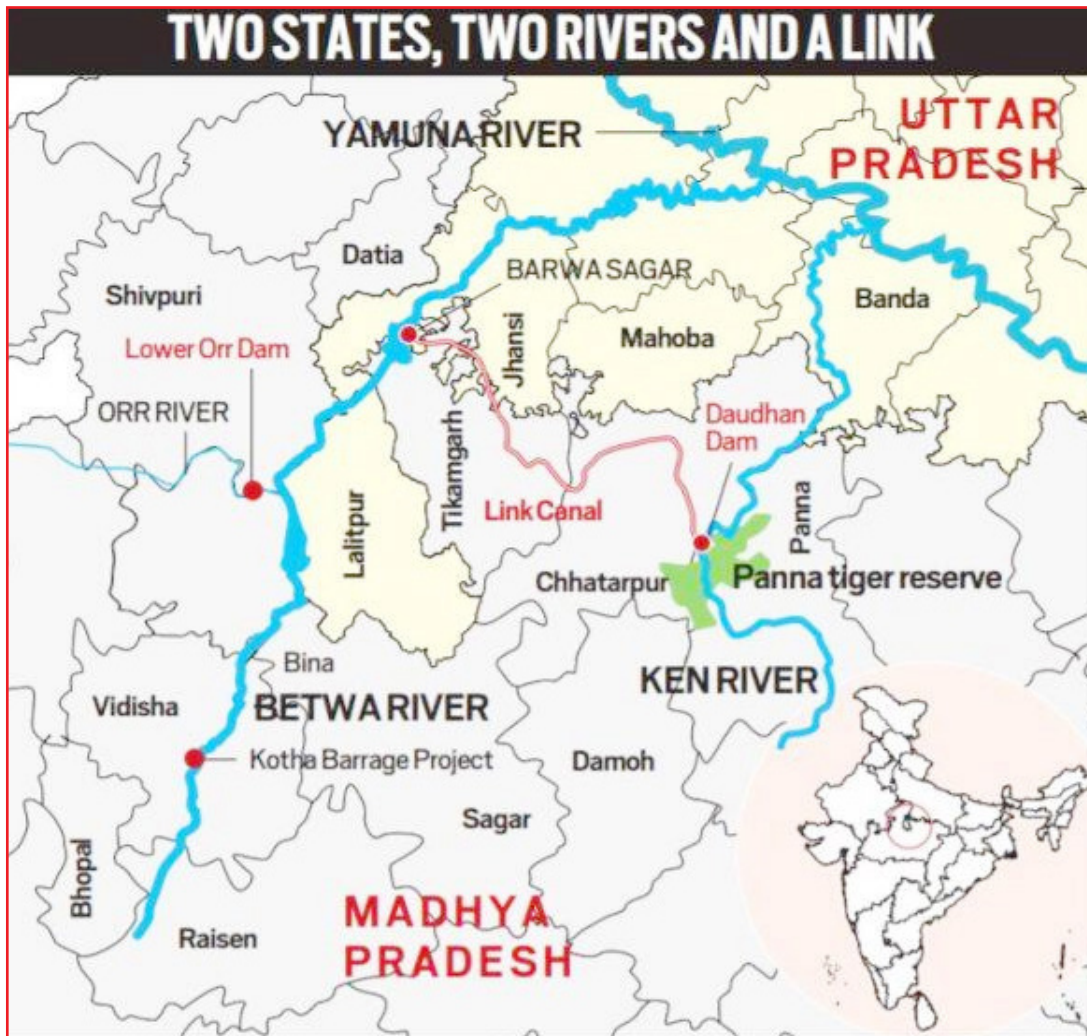 TWO STATES, TWO RIVERS AND A LINK
YAMUNA RIVER
UTTAR
PRADESH
Datia
BARWA SAGAR
Shivpuri
Banda
Lower Orr Dam
Jhansi
Mahoba
ORR RIVER
Daudhan
Dam
Tikamgarh
Link Canal
Lalitpur
Panna
Chhatarpur
Panna tiger reserve
Bina
KEN RIVER
Vidisha
BETWA RIVER
Kotha Barrage Project
Damoh
Sagar
Bhopal
MADHYA
PRADESH
Raisen